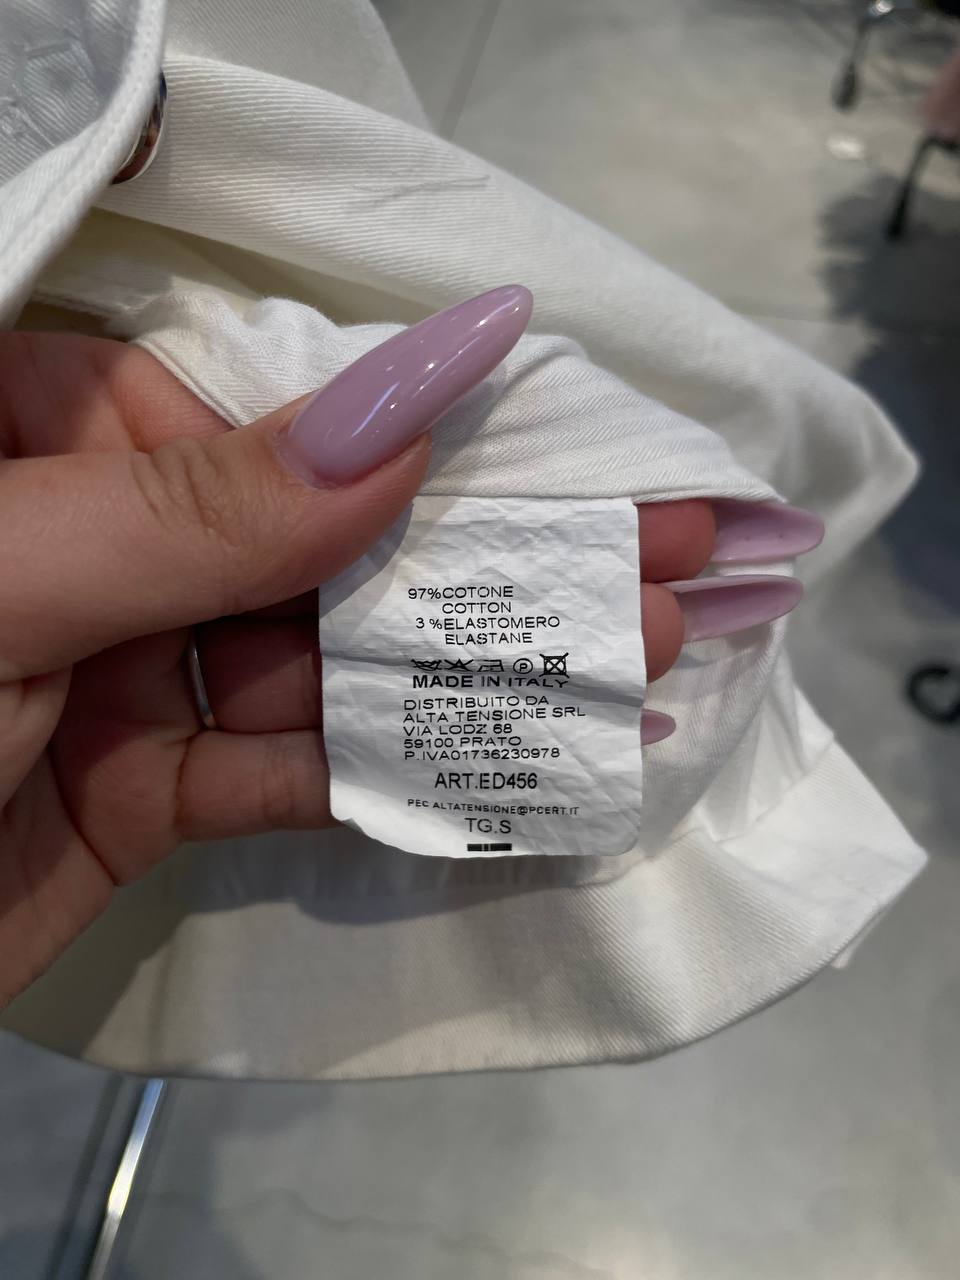 97%COTONE
COTTON
3 %ELASTOMERO
ELASTANE
P
MADE IN ITALY
DISTRIBUITO DA
ALTA TENSIONE SRL
VIA LODZ 68
59100 PRATO
P.IVA01736230978
ART.ED456
PEC ALTATENSIONE@PCERT.IT
TG.S